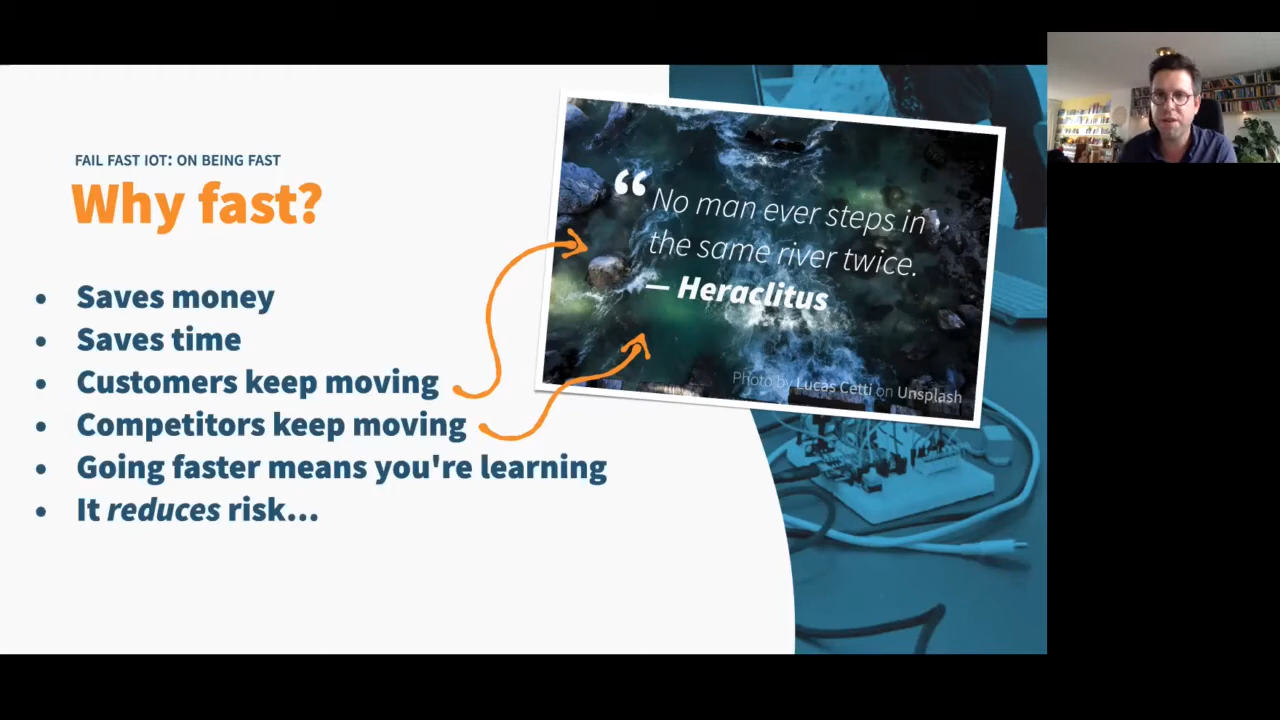 FAIL FAST IOT: ON BEING FAST
Why fast?
• Saves money
• Saves time
• Customers keep moving
• Competitors keep moving
• Going faster means you're learning
• It reduces risk...
“No man ever steps in
the same river twice.
— Heraclitus
Photo by Lucas Cetti on Unsplash